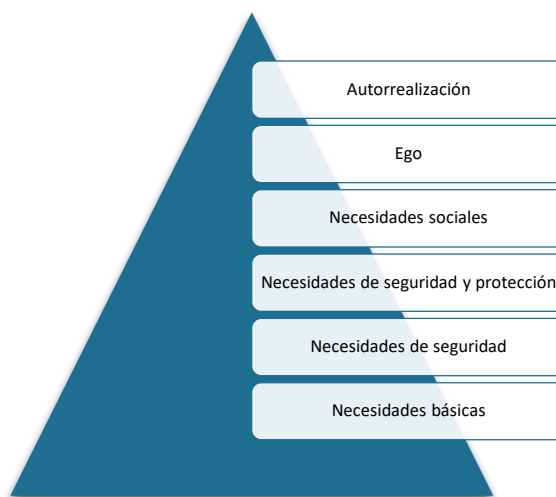 Autorrealización
Ego
Necesidades sociales
Necesidades de seguridad y protección
Necesidades de seguridad
Necesidades básicas